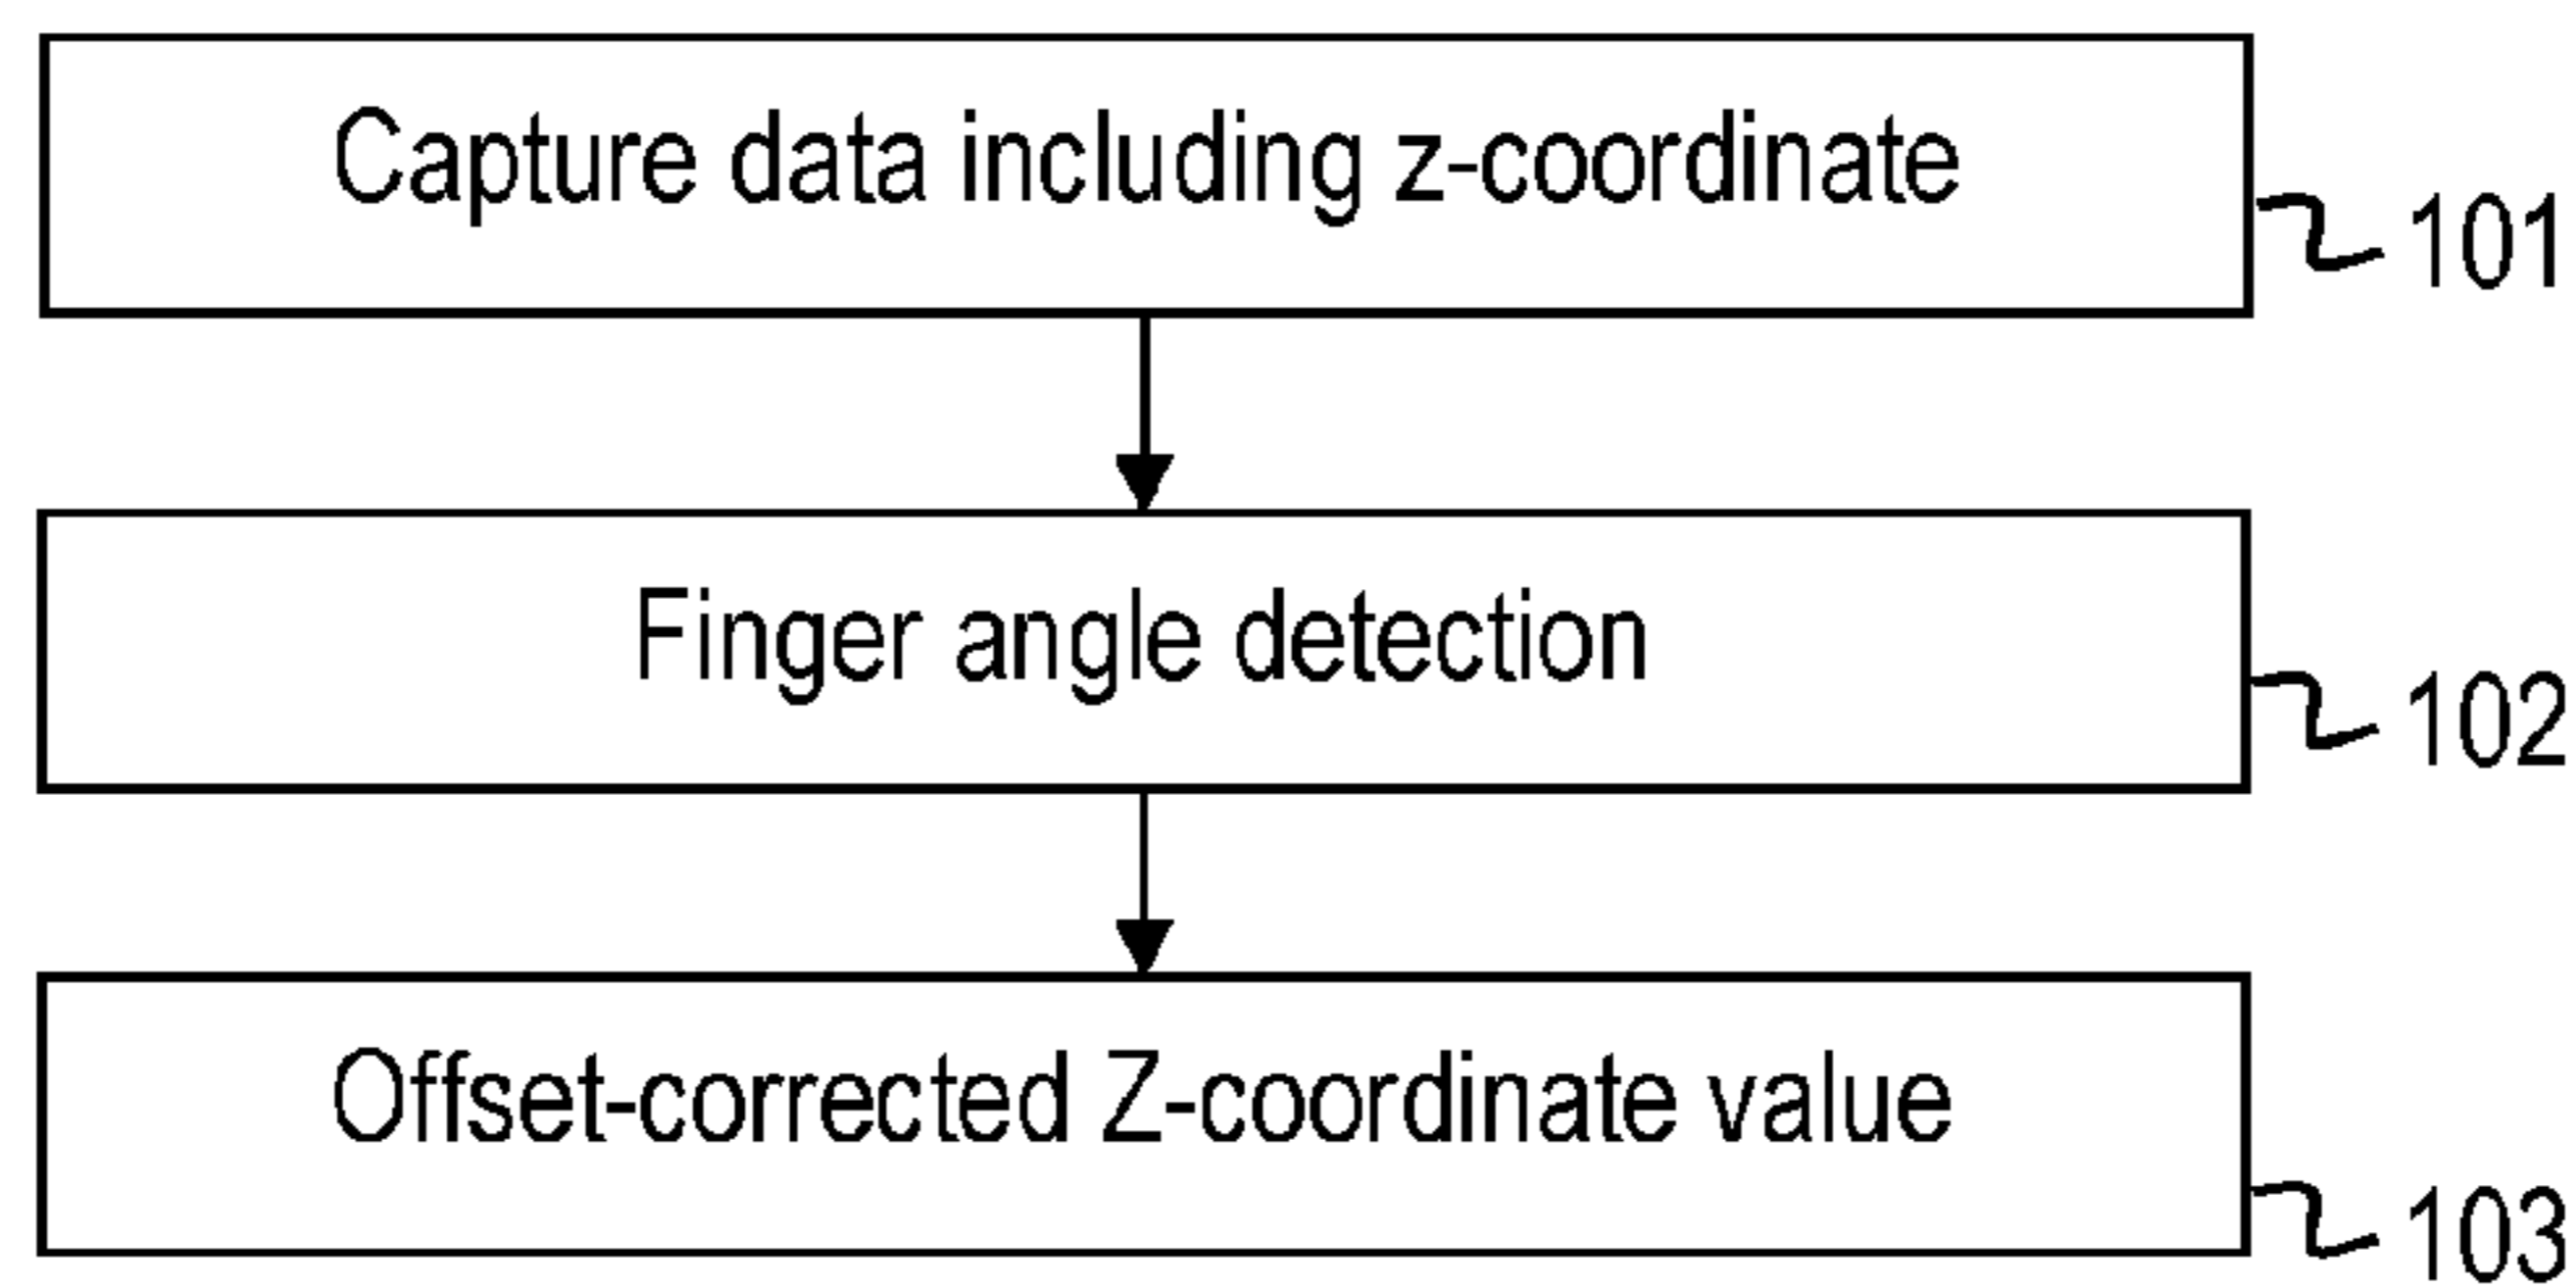 Capture data including z-coordinate
101
Finger angle detection
102
Offset-corrected Z-coordinate value
103